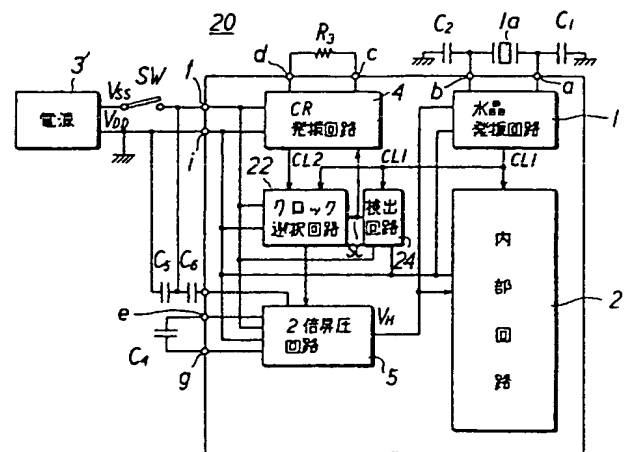 20
R3
C2
1a
C1
d
c
b
a
3'
SW
VSS
f
VDD
i
電源
CR
発振回路
4
水晶
発振回路
1
CL2
CL1
CL1
22
クロック
選択回路
検出
回路
x
24
内部回路
2
C5
C6
e
C4
g
2倍昇圧
回路
5
VH